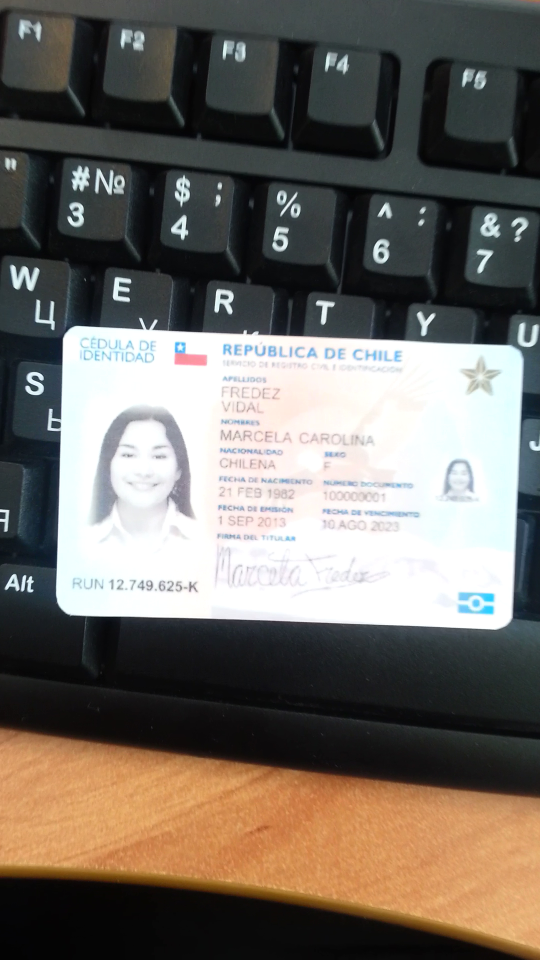 F1 F2 F3 F4 F5
" #№ $ ; % ^ : & ?
3 4 5 6 7
W E R T Y U
Ц У
CÉDULA DE
IDENTIDAD
REPÚBLICA DE CHILE
SERVICIO DE REGISTRO CIVIL E IDENTIFICACIÓN
APELLIDOS
FREDEZ
VIDAL
NOMBRES
MARCELA CAROLINA
NACIONALIDAD SEXO
CHILENA F
FECHA DE NACIMIENTO NÚMERO DOCUMENTO
21 FEB 1982 100000001
FECHA DE EMISIÓN FECHA DE VENCIMIENTO
1 SEP 2013 10 AGO 2023
FIRMA DEL TITULAR
Marcela Fredez
RUN 12.749.625-K
S
Ы
Я
J
Alt